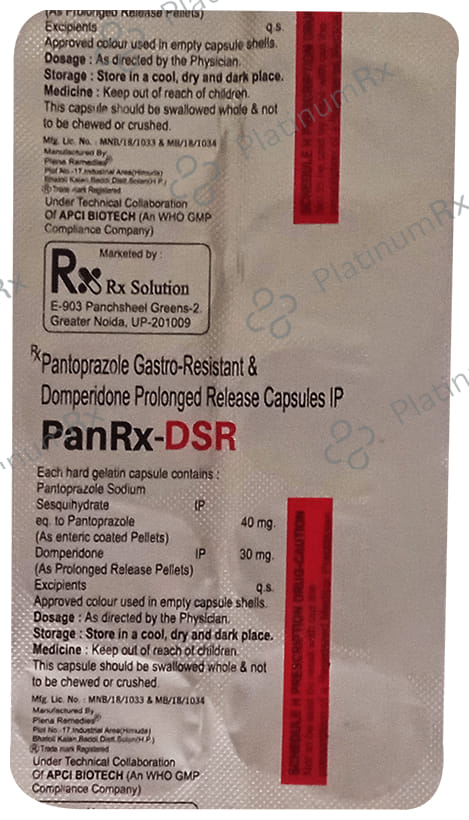 (As Prolonged Release Pellets)
Excipients q.s.
Approved colour used in empty capsule shells.
Dosage : As directed by the Physician.
Storage : Store in a cool, dry and dark place.
Medicine : Keep out of reach of children.
This capsule should be swallowed whole & not
to be chewed or crushed.
Mfg. Lic. No. : MNB/18/1033 & MB/18/1034
Manufactured By
Plena Remedies
Plot No.-17, Industrial Area(Himuda)
Bhatoli Kalan, Baddi, Distt. Solan(H.P.)
® Trade mark Registered
Under Technical Collaboration
Of APCI BIOTECH (An WHO GMP
Compliance Company)
SCHEDULE H
PlatinumRx
Marketed by :
Rx Rx Solution
E-903 Panchsheel Greens-2
Greater Noida, UP-201009
PlatinumRx
Rx Pantoprazole Gastro-Resistant &
Domperidone Prolonged Release Capsules IP
PanRx-DSR
Each hard gelatin capsule contains :
Pantoprazole Sodium
Sesquihydrate IP
eq. to Pantoprazole 40 mg.
(As enteric coated Pellets)
Domperidone IP 30 mg.
(As Prolonged Release Pellets)
Excipients q.s.
Approved colour used in empty capsule shells.
Dosage : As directed by the Physician.
Storage : Store in a cool, dry and dark place.
Medicine : Keep out of reach of children.
This capsule should be swallowed whole & not
to be chewed or crushed.
Mfg. Lic. No. : MNB/18/1033 & MB/18/1034
Manufactured By
Plena Remedies
Plot No.-17, Industrial Area(Himuda)
Bhatoli Kalan, Baddi, Distt. Solan(H.P.)
® Trade mark Registered
Under Technical Collaboration
Of APCI BIOTECH (An WHO GMP
Compliance Company)
SCHEDULE H PRESCRIPTION DRUG-CAUTION